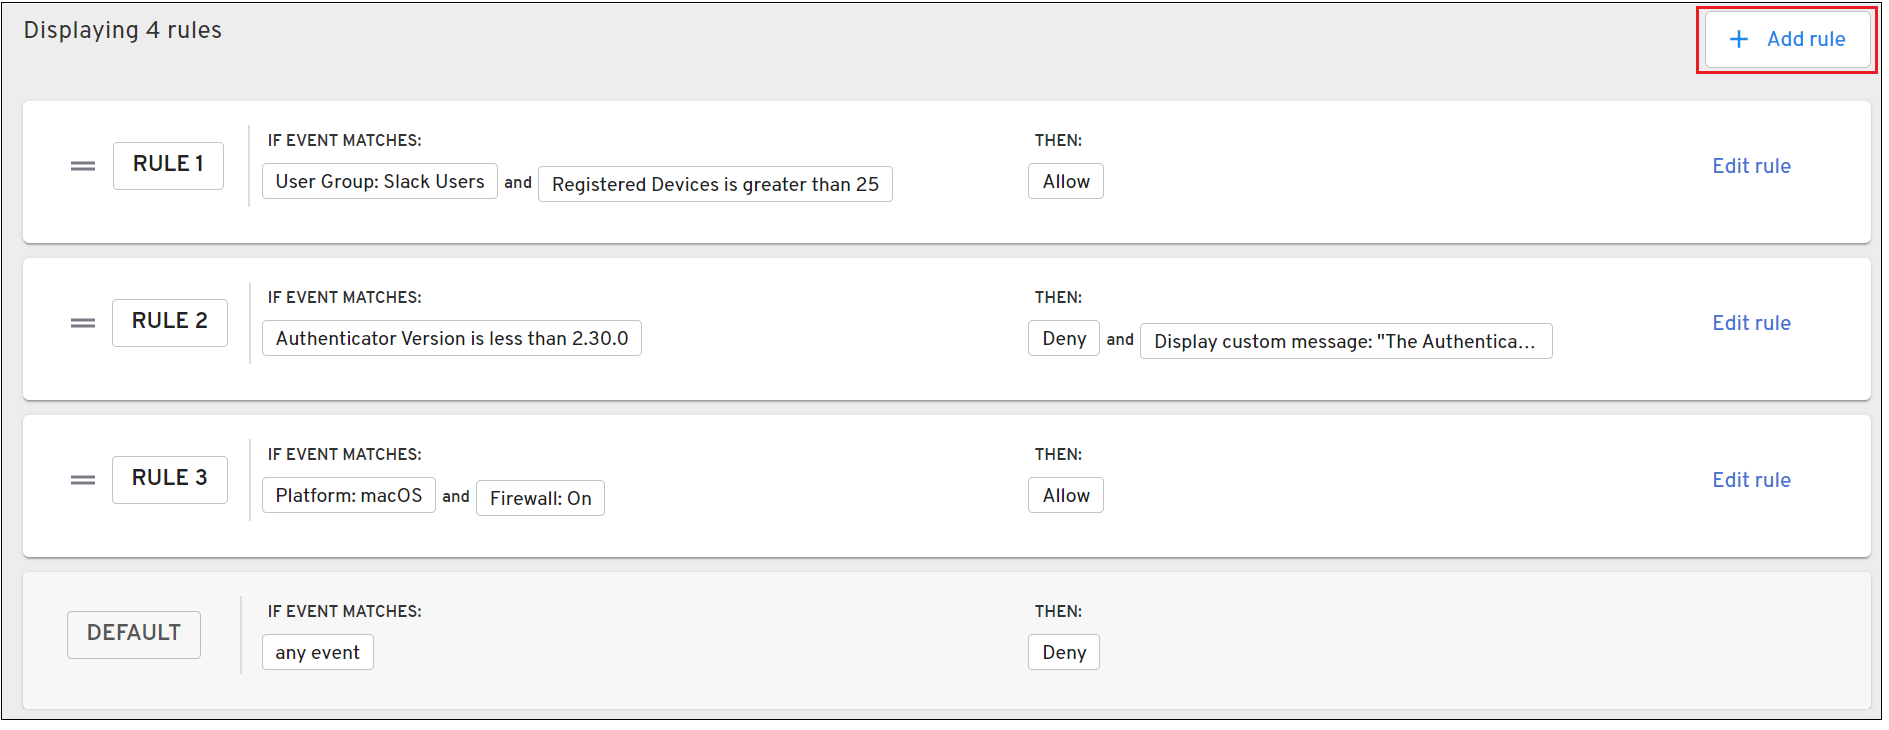 Displaying 4 rules
+ Add rule
RULE 1
IF EVENT MATCHES:
User Group: Slack Users and Registered Devices is greater than 25
THEN:
Allow
Edit rule
RULE 2
IF EVENT MATCHES:
Authenticator Version is less than 2.30.0
THEN:
Deny and Display custom message: "The Authentica...
Edit rule
RULE 3
IF EVENT MATCHES:
Platform: macOS and Firewall: On
THEN:
Allow
Edit rule
DEFAULT
IF EVENT MATCHES:
any event
THEN:
Deny